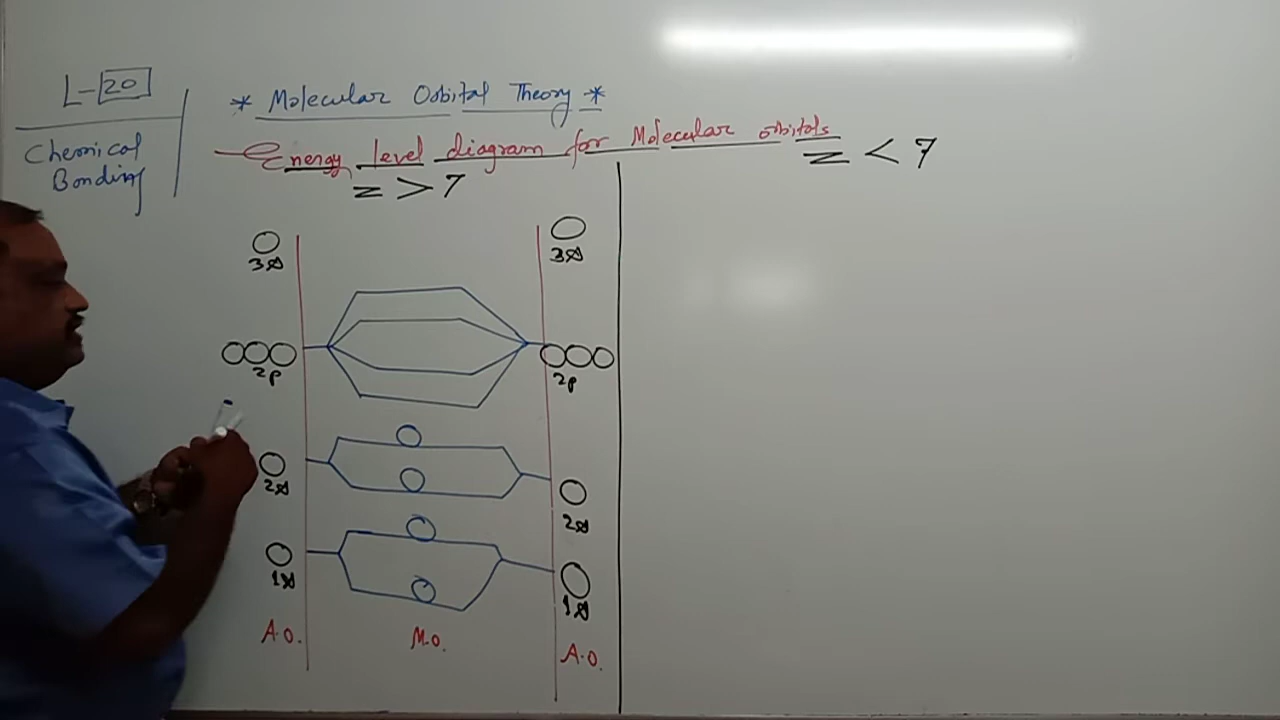 L-20
Chemical
Bonding
* Molecular Orbital Theory *
Energy level diagram for Molecular orbitals
z > 7
z < 7
3s
3s
2p
2p
2s
2s
1s
1s
A.O.
M.O.
A.O.